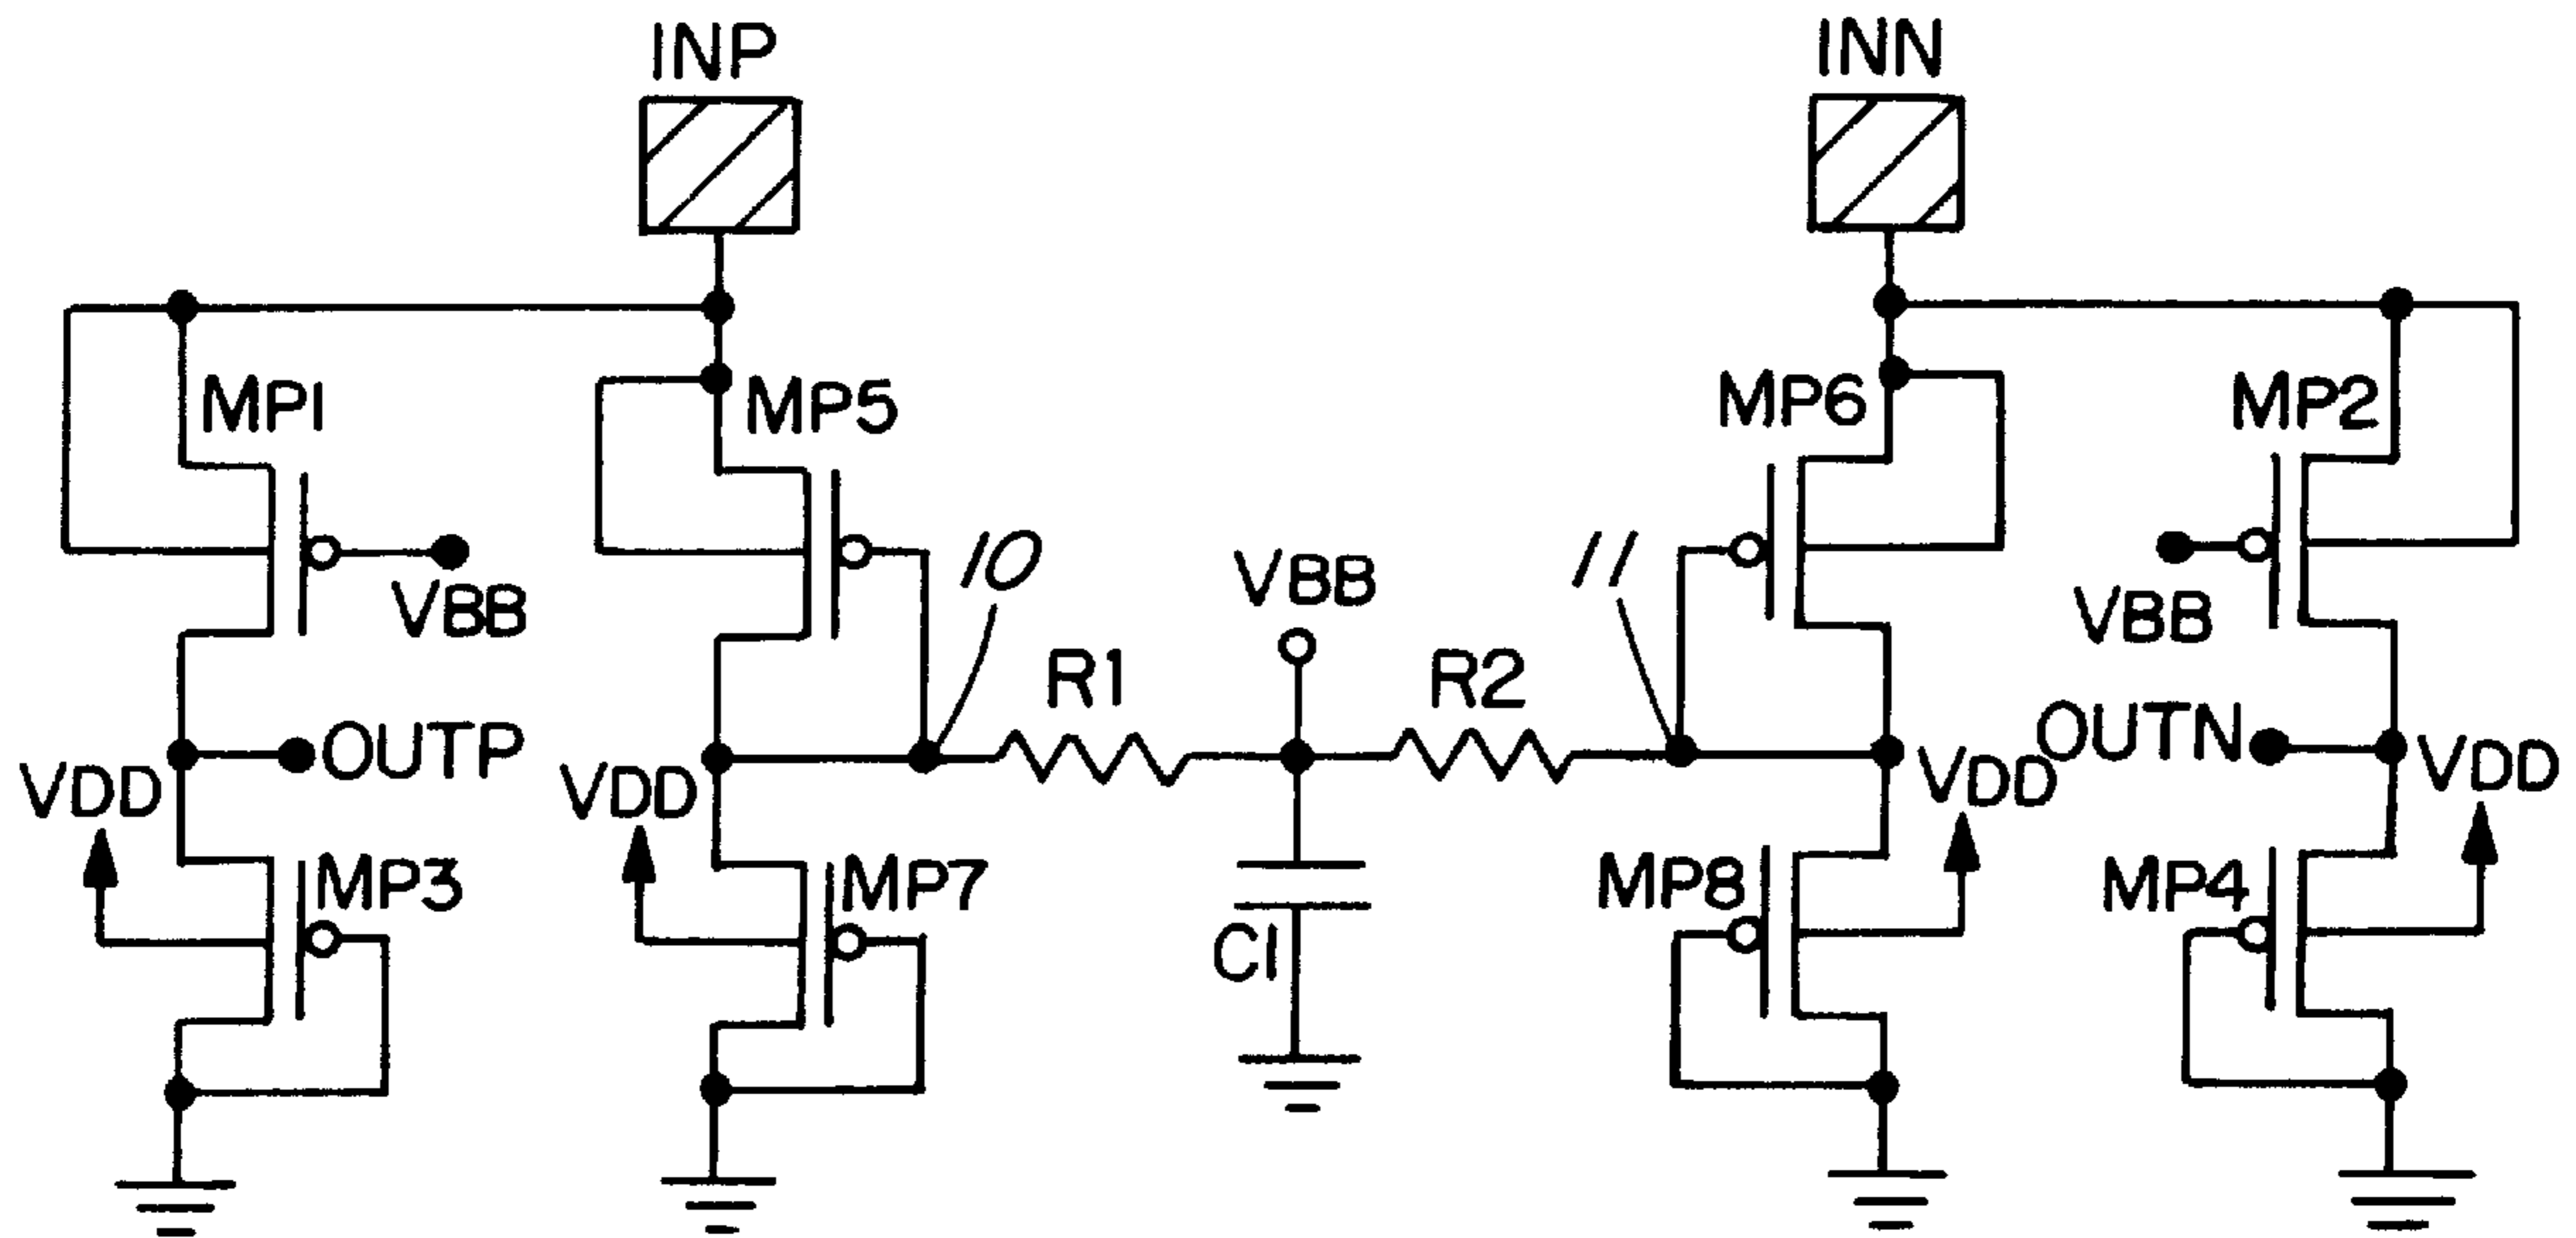 INP
INN
MP1
MP5
MP6
MP2
10
VBB
11
VBB
VBB
R1
R2
OUTP
OUTN
VDD
VDD
VDD
VDD
MP3
MP7
MP8
MP4
C1